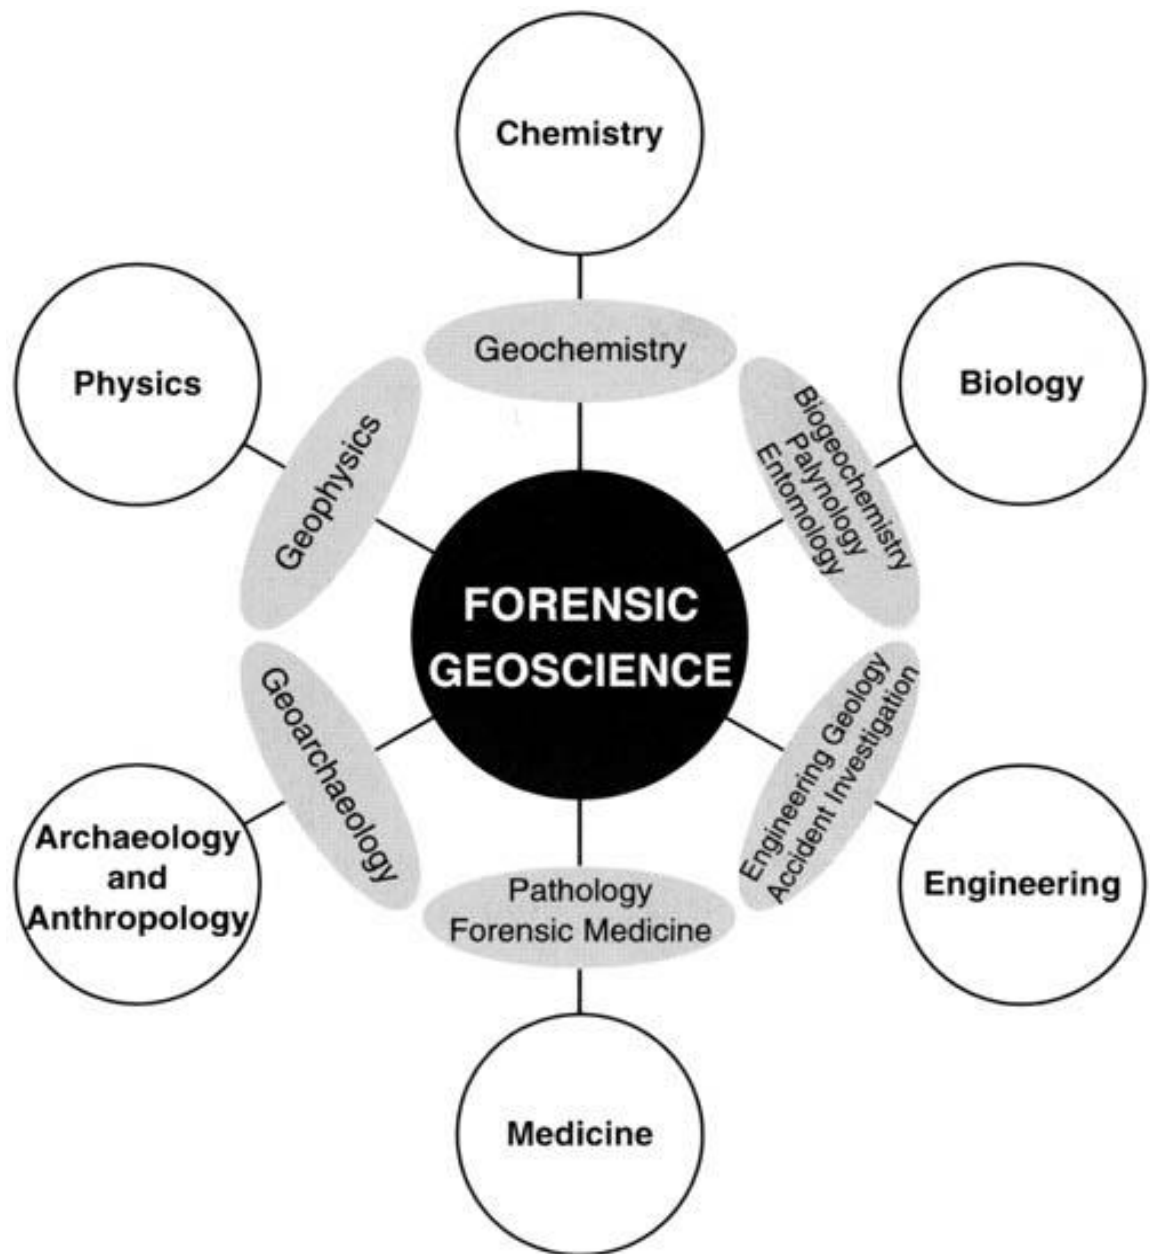 Chemistry
Physics
Geochemistry
Biology
Geophysics
Biogeochemistry
Palynology
Entomology
FORENSIC
GEOSCIENCE
Geoarchaeology
Engineering Geology
Accident Investigation
Archaeology
and
Anthropology
Pathology
Forensic Medicine
Engineering
Medicine